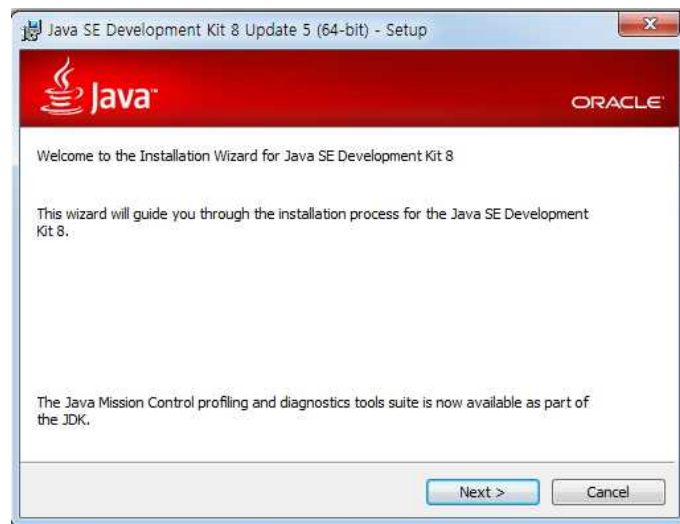 Java SE Development Kit 8 Update 5 (64-bit) - Setup
Java™
ORACLE®
Welcome to the Installation Wizard for Java SE Development Kit 8
This wizard will guide you through the installation process for the Java SE Development
Kit 8.
The Java Mission Control profiling and diagnostics tools suite is now available as part of
the JDK.
Next >
Cancel